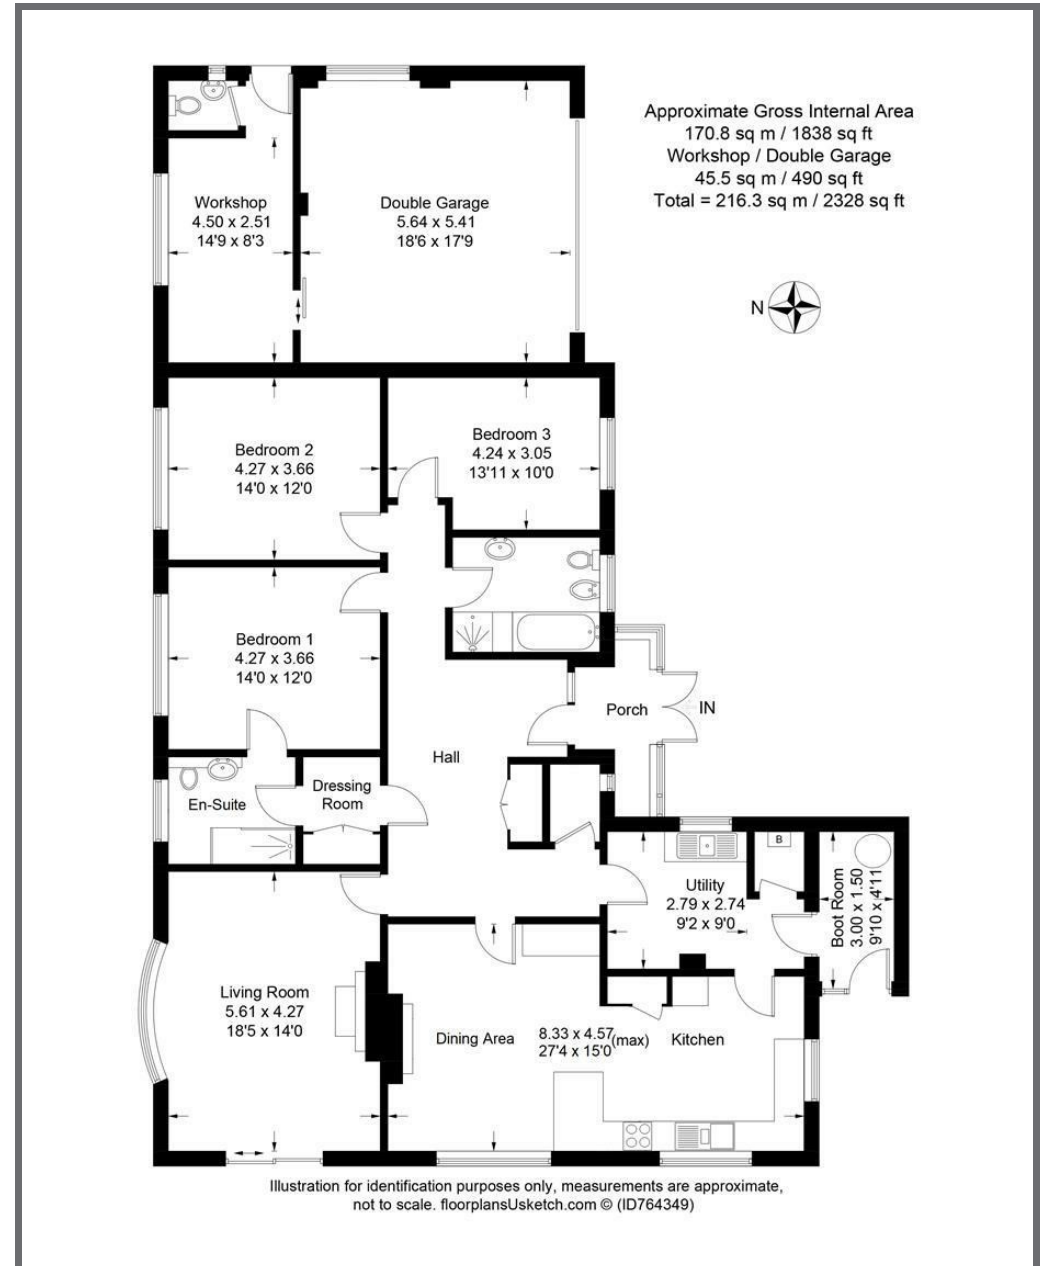 Approximate Gross Internal Area
170.8 sq m / 1838 sq ft
Workshop / Double Garage
45.5 sq m / 490 sq ft
Total = 216.3 sq m / 2328 sq ft
Workshop
4.50 x 2.51
14'9 x 8'3
Double Garage
5.64 x 5.41
18'6 x 17'9
N
Bedroom 2
4.27 x 3.66
14'0 x 12'0
Bedroom 3
4.24 x 3.05
13'11 x 10'0
Bedroom 1
4.27 x 3.66
14'0 x 12'0
Porch
IN
Hall
En-Suite
Dressing
Room
B
Utility
2.79 x 2.74
9'2 x 9'0
Boot Room
3.00 x 1.50
9'10 x 4'11
Living Room
5.61 x 4.27
18'5 x 14'0
Dining Area
8.33 x 4.57
27'4 x 15'0
(max)
Kitchen
Illustration for identification purposes only, measurements are approximate,
not to scale. floorplansUsketch.com © (ID764349)